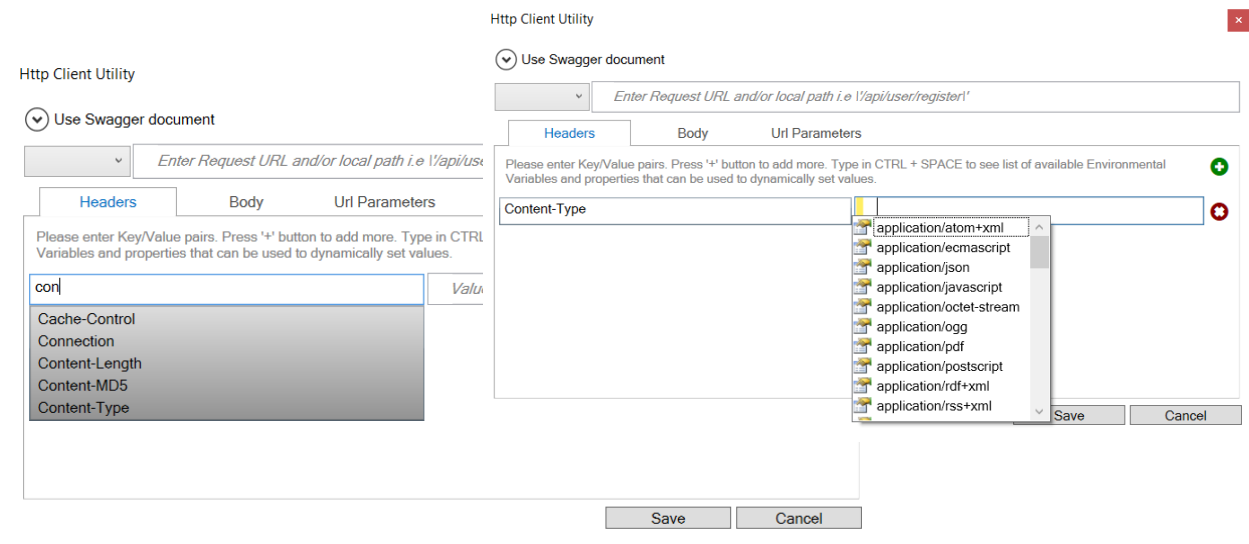 Http Client Utility
Use Swagger document
Enter Request URL and/or local path i.e \'/api/use
Headers Body Url Parameters
Please enter Key/Value pairs. Press '+' button to add more. Type in CTRL
Variables and properties that can be used to dynamically set values.
con
Cache-Control
Connection
Content-Length
Content-MD5
Content-Type
Save Cancel
Http Client Utility
Use Swagger document
Enter Request URL and/or local path i.e \'/api/user/register\'
Headers Body Url Parameters
Please enter Key/Value pairs. Press '+' button to add more. Type in CTRL + SPACE to see list of available Environmental
Variables and properties that can be used to dynamically set values.
Content-Type
application/atom+xml
application/ecmascript
application/json
application/javascript
application/octet-stream
application/ogg
application/pdf
application/postscript
application/rdf+xml
application/rss+xml
Save Cancel